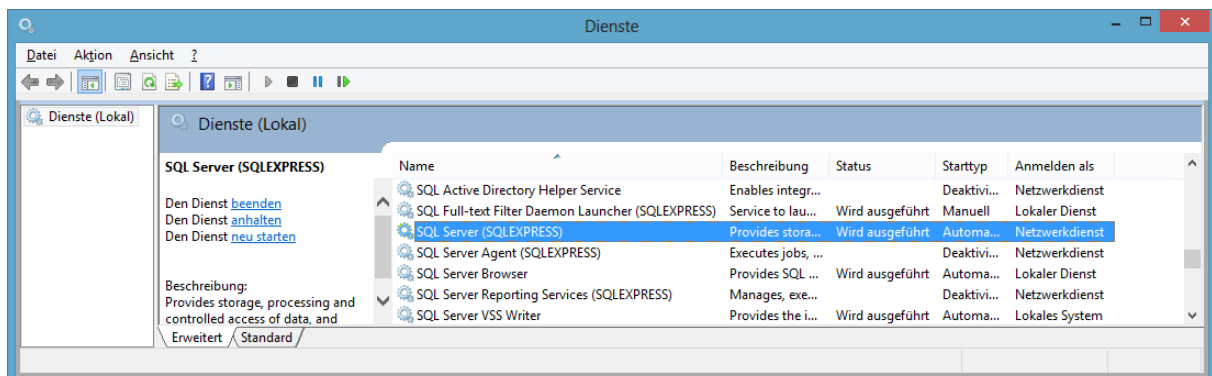 Dienste
Datei Aktion Ansicht ?
Dienste (Lokal)
Dienste (Lokal)
SQL Server (SQLEXPRESS)
Den Dienst beenden
Den Dienst anhalten
Den Dienst neu starten
Beschreibung:
Provides storage, processing and
controlled access of data, and
Name Beschreibung Status Starttyp Anmelden als
SQL Active Directory Helper Service Enables integr... Deaktivi... Netzwerkdienst
SQL Full-text Filter Daemon Launcher (SQLEXPRESS) Service to lau... Wird ausgeführt Manuell Lokaler Dienst
SQL Server (SQLEXPRESS) Provides stora... Wird ausgeführt Automa... Netzwerkdienst
SQL Server Agent (SQLEXPRESS) Executes jobs, ... Deaktivi... Netzwerkdienst
SQL Server Browser Provides SQL ... Wird ausgeführt Automa... Lokaler Dienst
SQL Server Reporting Services (SQLEXPRESS) Manages, exe... Deaktivi... Netzwerkdienst
SQL Server VSS Writer Provides the i... Wird ausgeführt Automa... Lokales System
Erweitert Standard